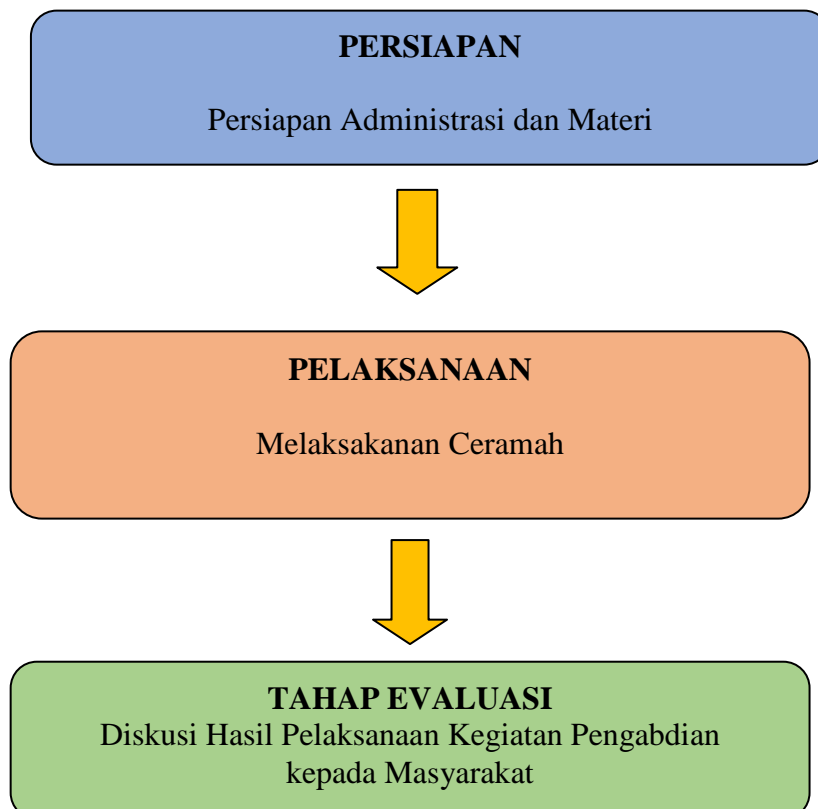 PERSIAPAN
Persiapan Administrasi dan Materi
PELAKSANAAN
Melaksakanan Ceramah
TAHAP EVALUASI
Diskusi Hasil Pelaksanaan Kegiatan Pengabdian
kepada Masyarakat